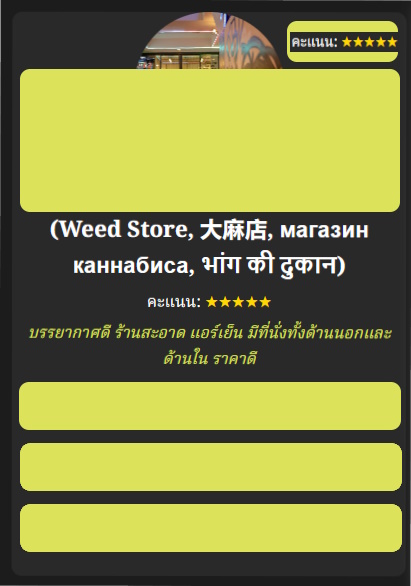 คะแนน: ★★★★★
(Weed Store, 大麻店, магазин
каннабиса, भांग की दुकान)
คะแนน: ★★★★★
บรรยากาศดี ร้านสะอาด แอร์เย็น มีที่นั่งทั้งด้านนอกและ
ด้านใน ราคาดี